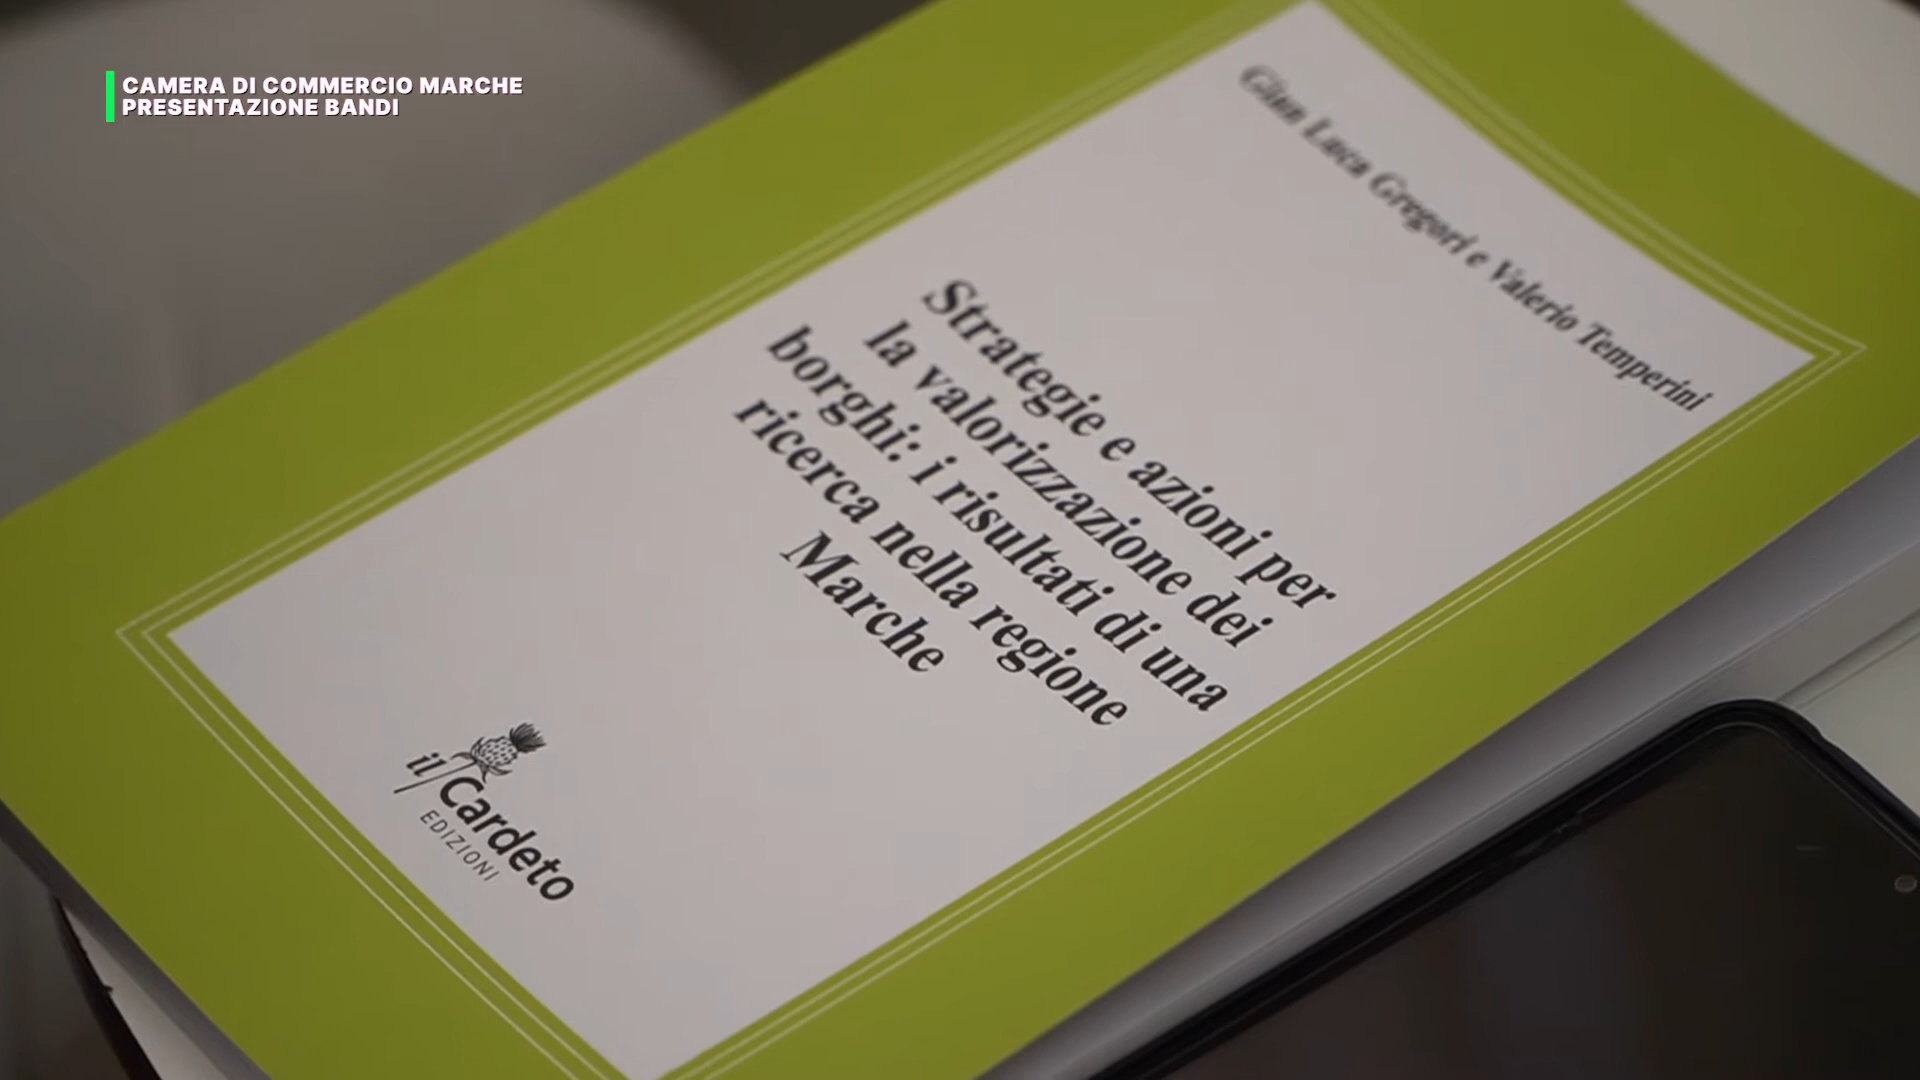 CAMERA DI COMMERCIO MARCHE
PRESENTAZIONE BANDI
Gian Luca Gregori e Valerio Temperini
Strategie e azioni per
la valorizzazione dei
borghi: i risultati di una
ricerca nella regione
Marche
il Cardeto
EDIZIONI